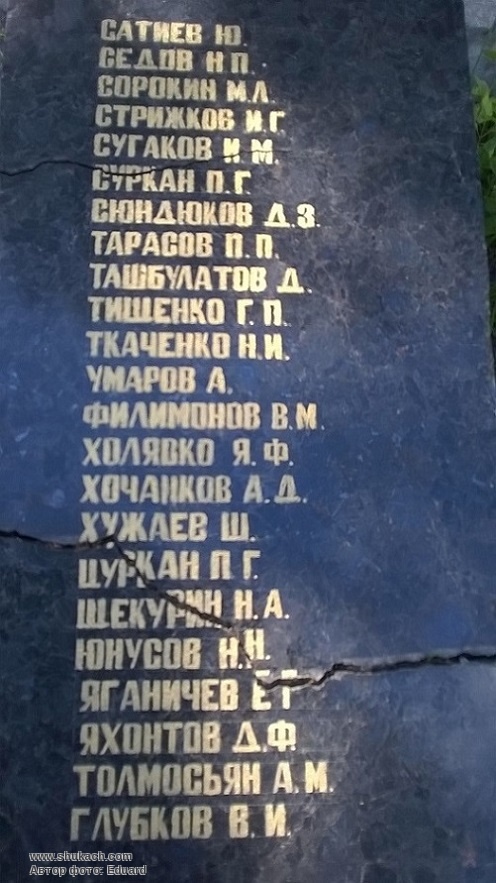 САТИЕВ Ю.
СЕДОВ Н П.
СОРОКИН М.Л.
СТРИЖКОВ И.Г.
СУГАКОВ И.М.
СУРКАН П.Г.
СЮНДЮКОВ Д.З.
ТАРАСОВ П.П.
ТАШБУЛАТОВ Д.
ТИЩЕНКО Г.П.
ТКАЧЕНКО Н.И.
УМАРОВ А.
ФИЛИМОНОВ В.М.
ХОЛЯВКО Я.Ф.
ХОЧАНКОВ А.Д.
ХУЖАЕВ Ш.
ЦУРКАН П Г.
ЩЕКУРИН Н.А.
ЮНУСОВ Н.Н.
ЯГАНИЧЕВ Е Г
ЯХОНТОВ Д.Ф.
ТОЛМОСЬЯН А.М.
ГЛУБКОВ В.И.
www.shukach.com
Автор фото: Eduard